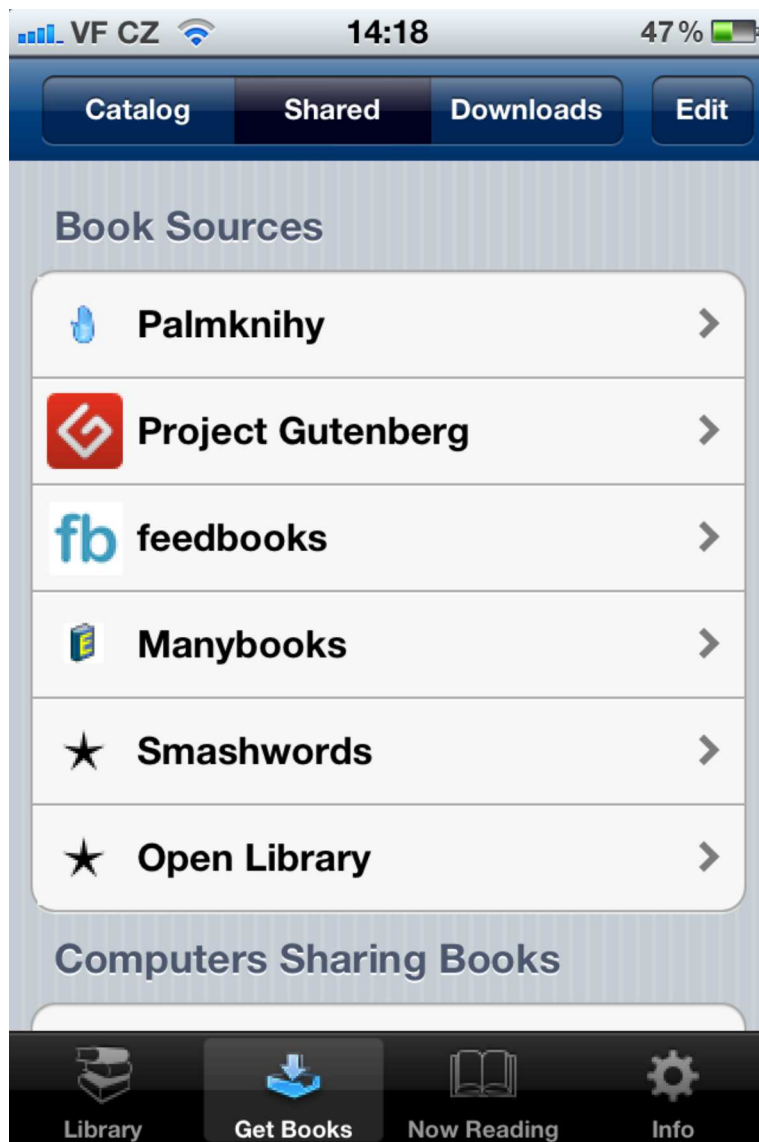 VF CZ 14:18 47%
Catalog Shared Downloads Edit
Book Sources
Palmknihy
Project Gutenberg
fb feedbooks
E Manybooks
Smashwords
Open Library
Computers Sharing Books
Library Get Books Now Reading Info